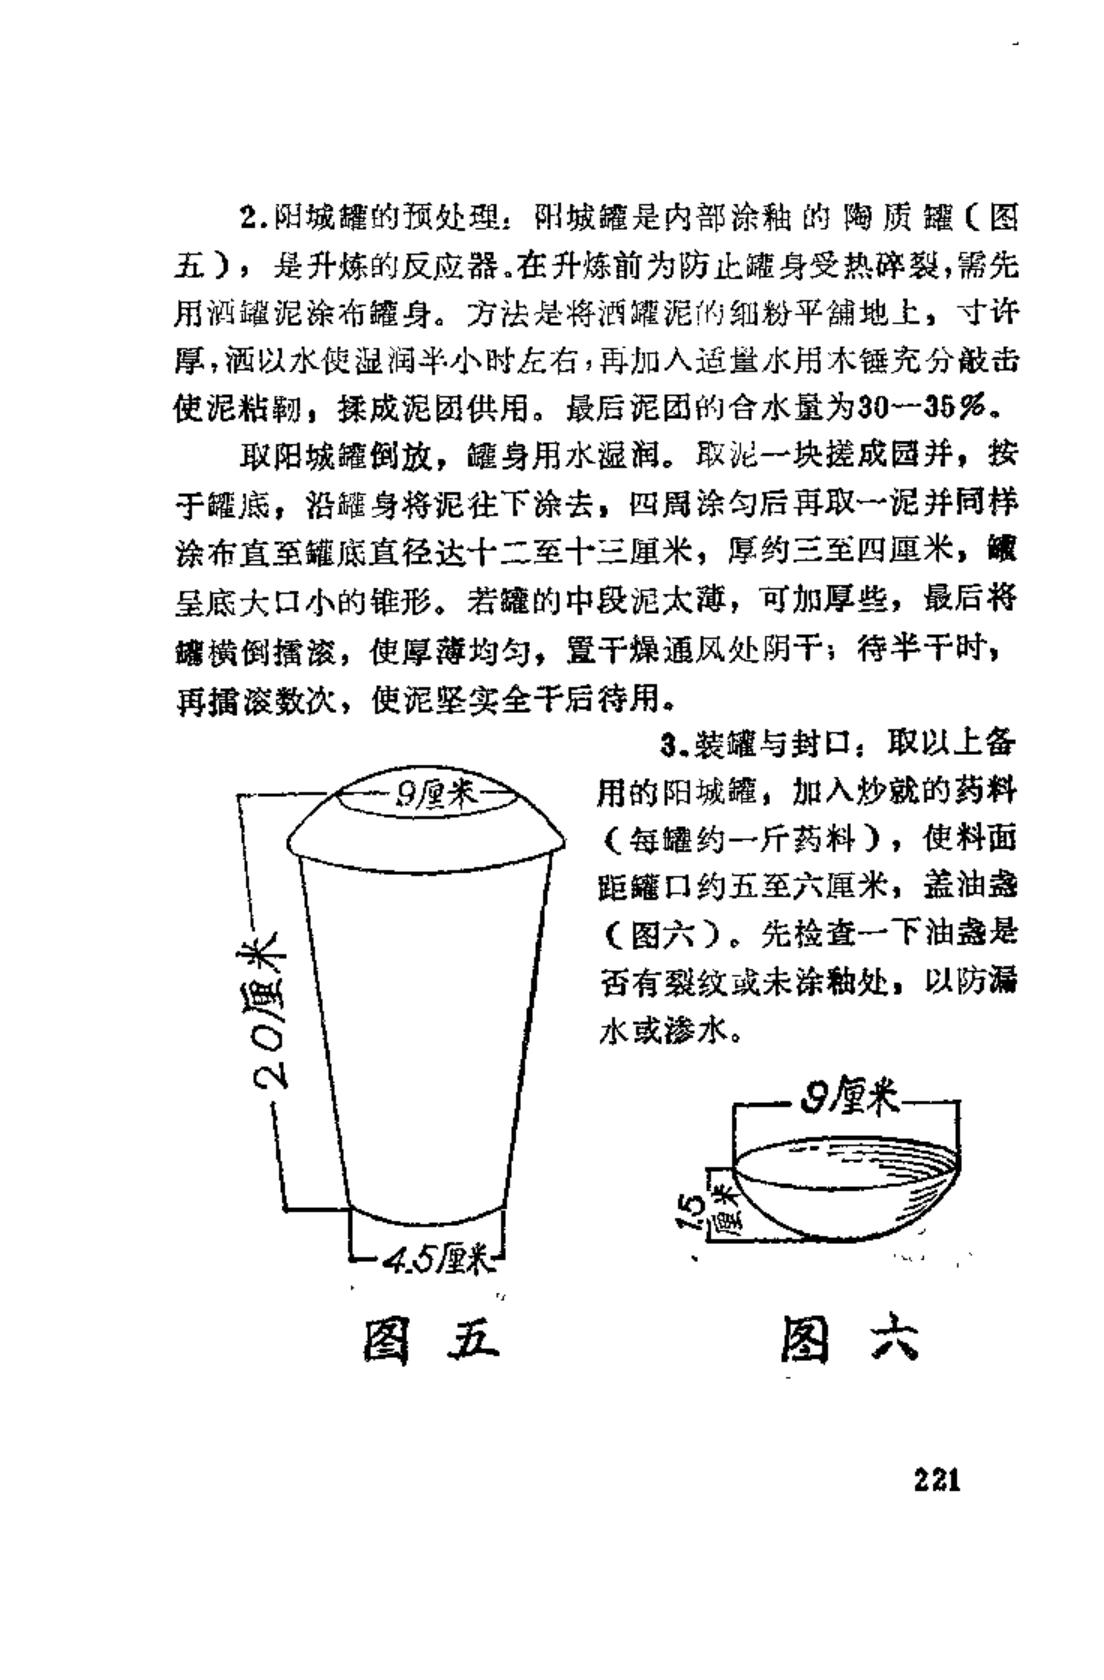 2.阳城罐的预处理：阳城罐是内部涂釉的陶质罐（图
五），是升炼的反应器。在升炼前为防止罐身受热碎裂，需先
用洒罐泥涂布罐身。方法是将洒罐泥的细粉平舖地上，寸许
厚，洒以水使湿润半小时左右，再加入适量水用木锤充分敲击
使泥粘韧，揉成泥团供用。最后泥团的合水量为30—35％。
取阳城罐倒放，罐身用水湿润。取泥一块搓成园并，按
于罐底，沿罐身将泥往下涂去，四周涂匀后再取一泥并同样
涂布直至罐底直径达十二至十三厘米，厚约三至四厘米，罐
呈底大口小的锥形。若罐的中段泥太薄，可加厚些，最后将
罐横倒擂滚，使厚薄均匀，置干燥通风处阴干；待半干时，
再擂滚数次，使泥坚实全干后待用。
3.装罐与封口：取以上备
用的阳城罐，加入炒就的药料
（每罐约一斤药料），使料面
距罐口约五至六厘米，盖油盏
（图六）。先检查一下油盏是
否有裂纹或未涂釉处，以防漏
水或渗水。
9厘米
20厘米
4.5厘米
图五
9厘米
1.5厘米
图六
221